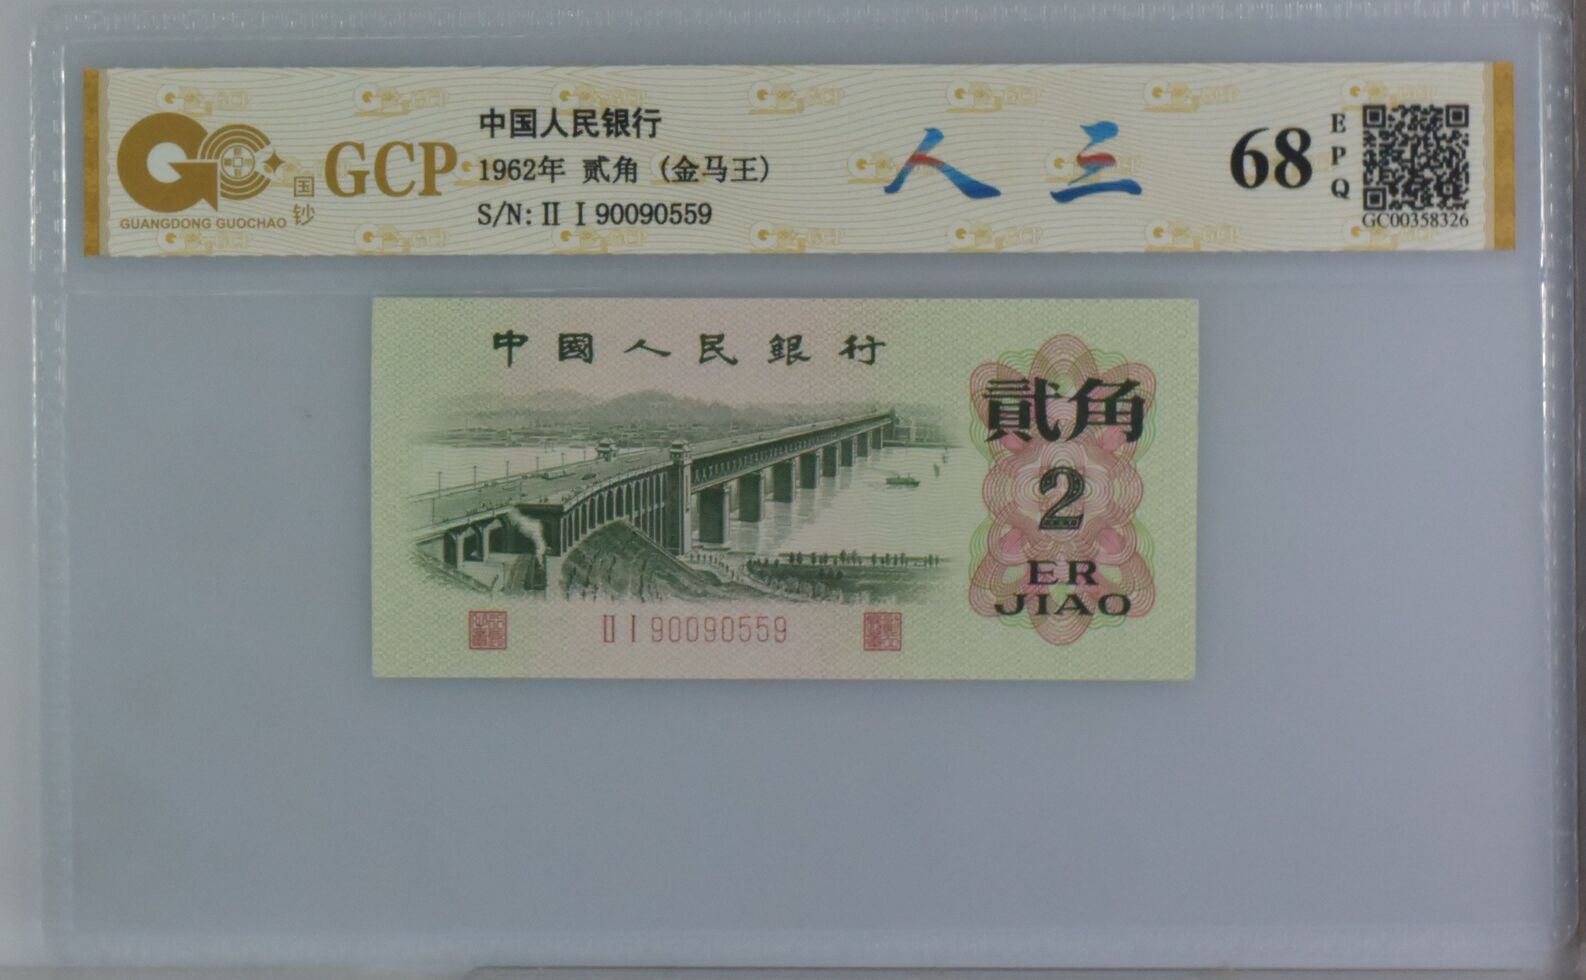 中国人民银行
1962年 贰角（金马王）
S/N: II I 90090559
GCP
国钞
GUANGDONG GUOCHAO
人 三
68
EPQ
GC00358326
中國人民銀行
貳角
2
ER
JIAO
II I 90090559